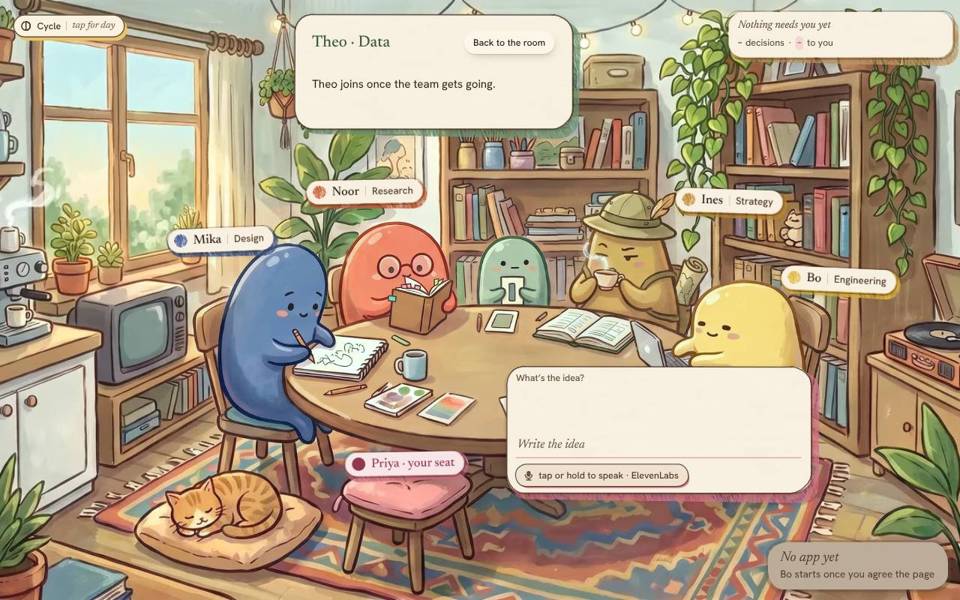 Cycle | tap for day
Theo · Data
Back to the room
Theo joins once the team gets going.
Nothing needs you yet
– decisions · – to you
Noor | Research
Ines | Strategy
Mika | Design
Bo | Engineering
What's the idea?
Write the idea
tap or hold to speak · ElevenLabs
Priya · your seat
No app yet
Bo starts once you agree the page